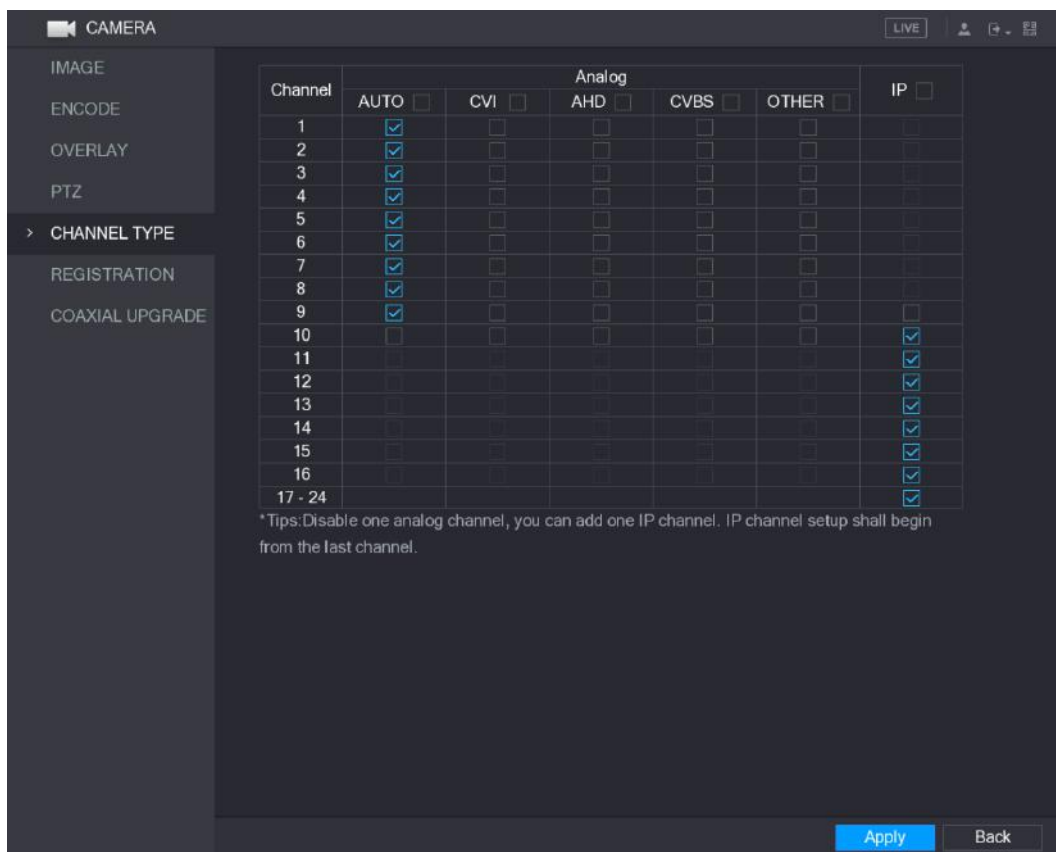 CAMERA
LIVE
IMAGE
ENCODE
OVERLAY
PTZ
> CHANNEL TYPE
REGISTRATION
COAXIAL UPGRADE
Channel Analog IP
AUTO CVI AHD CVBS OTHER
1
2
3
4
5
6
7
8
9
10
11
12
13
14
15
16
17 - 24
*Tips:Disable one analog channel, you can add one IP channel. IP channel setup shall begin
from the last channel.
Apply Back